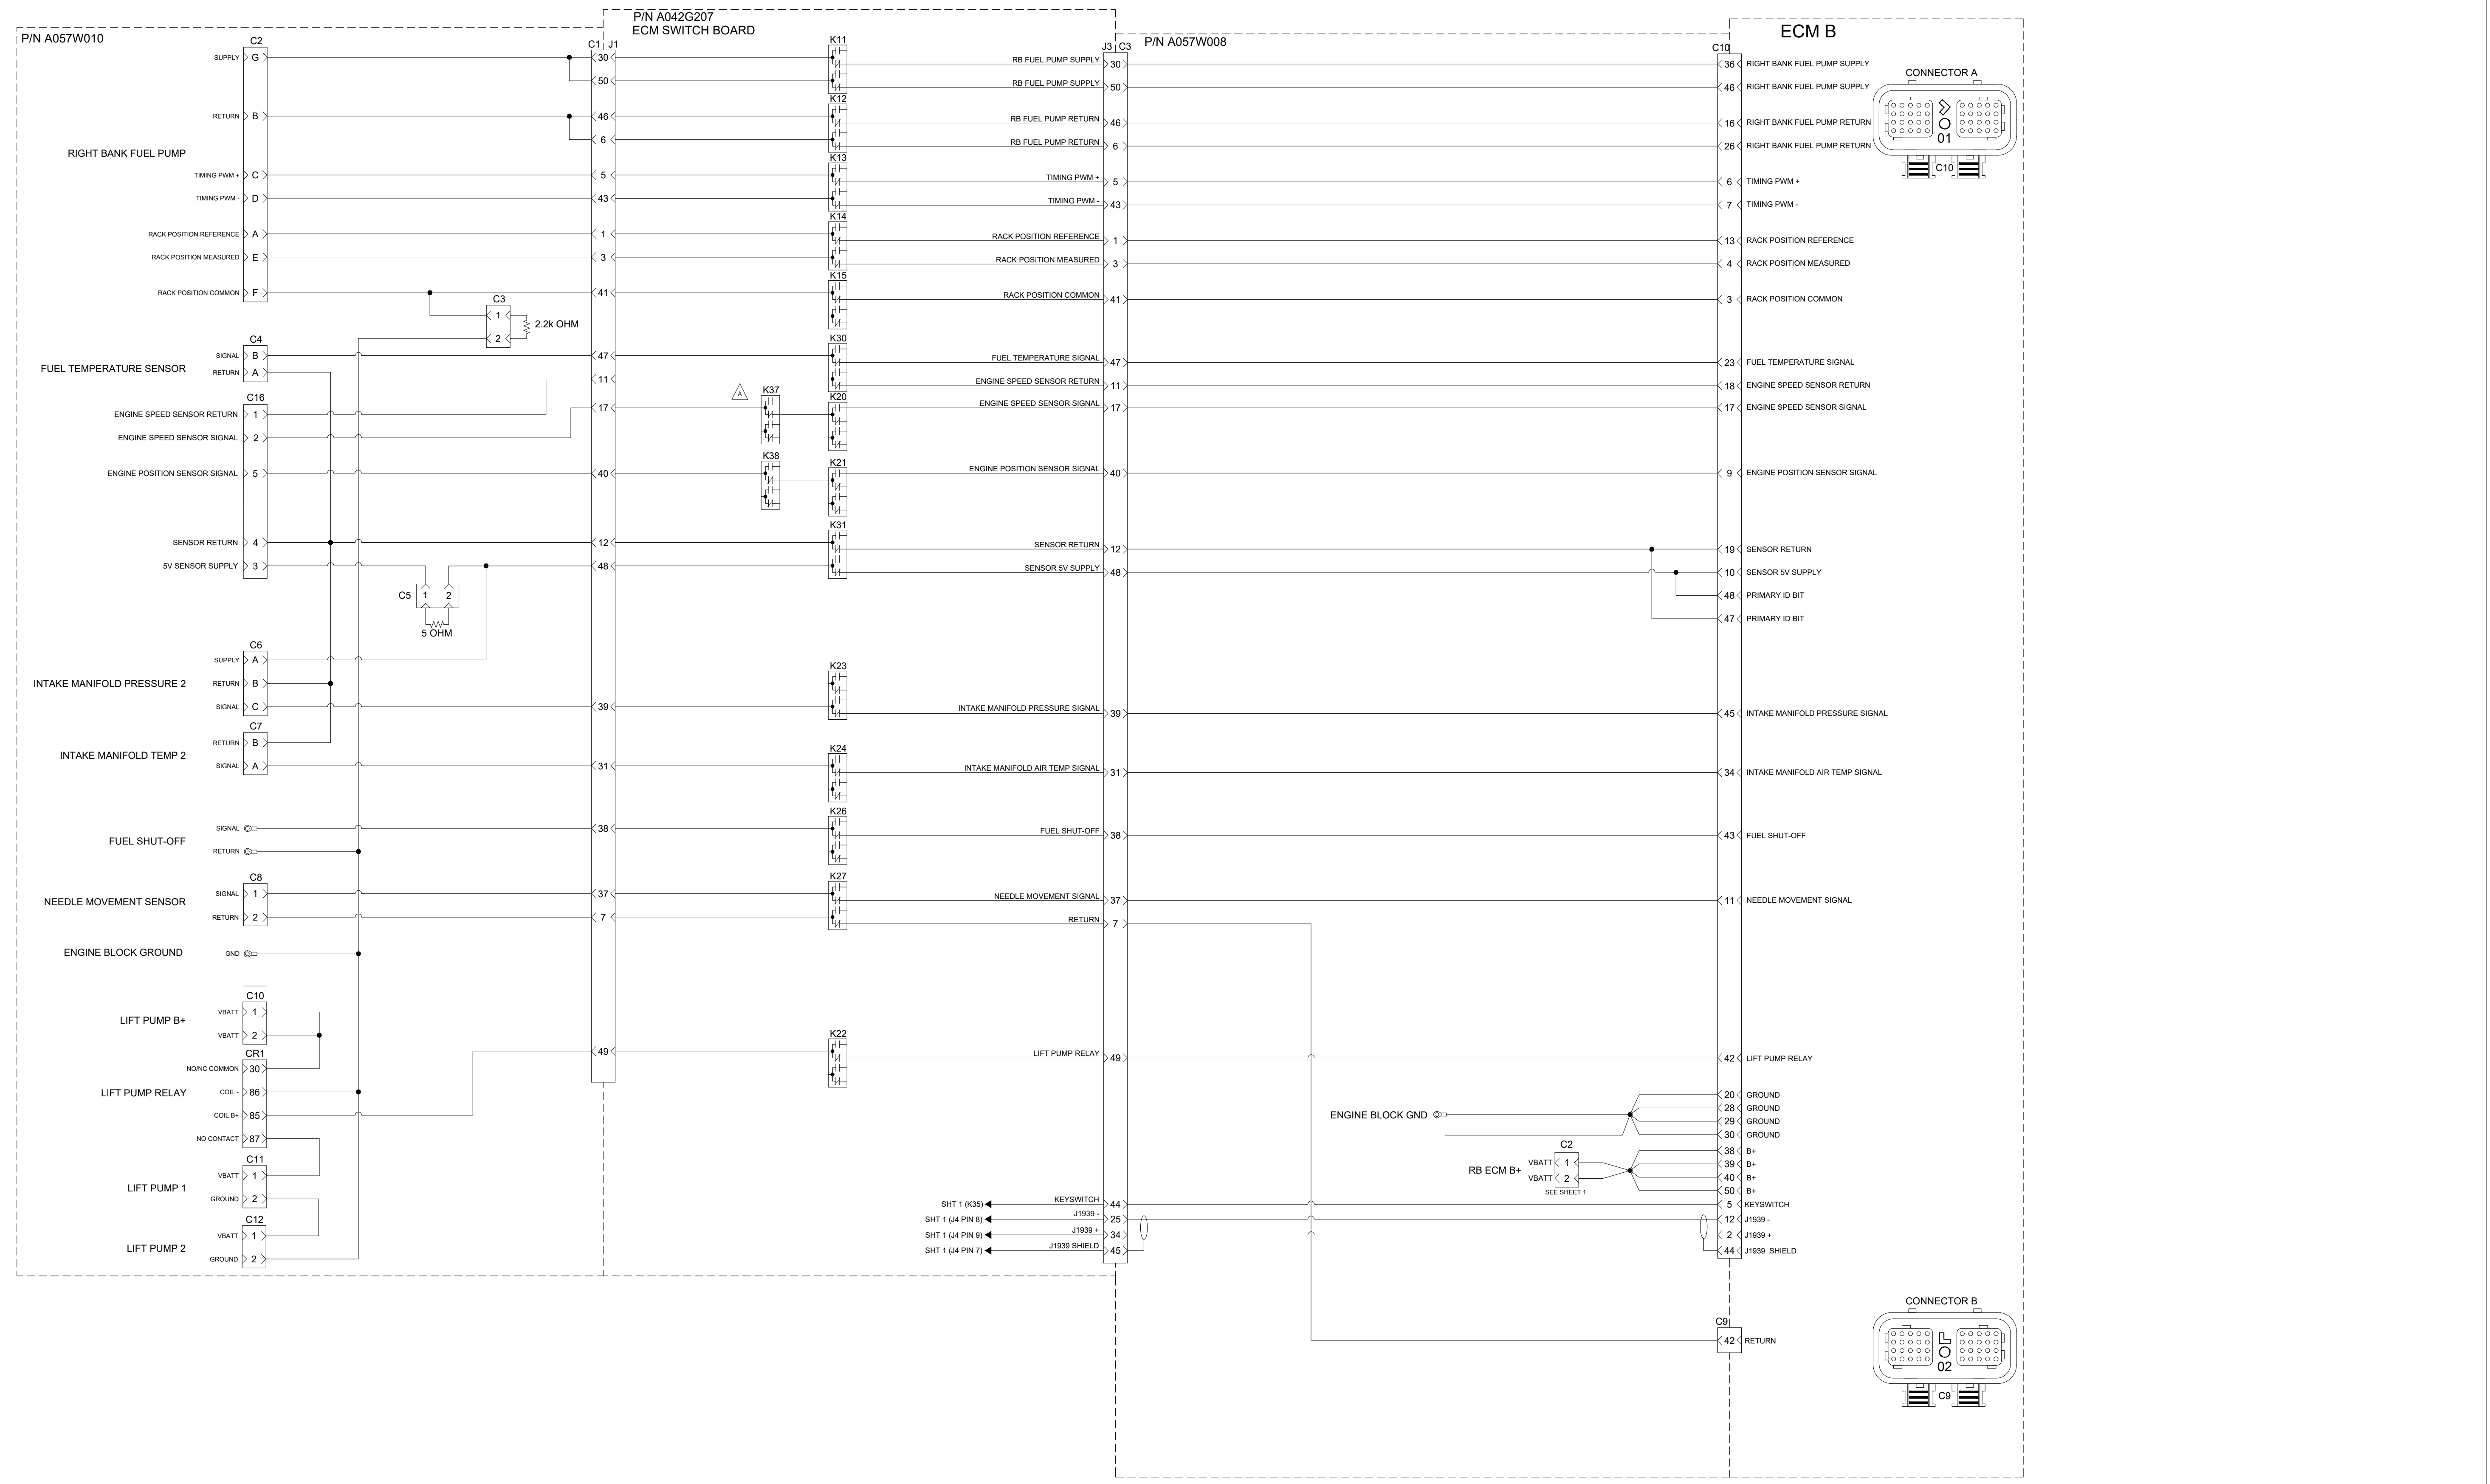 P/N A057W010
P/N A042G207
ECM SWITCH BOARD
P/N A057W008
ECM B
C2
SUPPLY G
RETURN B
RIGHT BANK FUEL PUMP
TIMING PWM + C
TIMING PWM - D
RACK POSITION REFERENCE A
RACK POSITION MEASURED E
RACK POSITION COMMON F
C3
1
2
2.2k OHM
C4
FUEL TEMPERATURE SENSOR
SIGNAL B
RETURN A
C16
ENGINE SPEED SENSOR RETURN 1
ENGINE SPEED SENSOR SIGNAL 2
ENGINE POSITION SENSOR SIGNAL 5
SENSOR RETURN 4
5V SENSOR SUPPLY 3
C5 1 2
5 OHM
C6
SUPPLY A
INTAKE MANIFOLD PRESSURE 2
RETURN B
SIGNAL C
C7
RETURN B
INTAKE MANIFOLD TEMP 2
SIGNAL A
SIGNAL
FUEL SHUT-OFF
RETURN
C8
SIGNAL 1
NEEDLE MOVEMENT SENSOR
RETURN 2
ENGINE BLOCK GROUND
GND
C10
VBATT 1
LIFT PUMP B+
VBATT 2
CR1
NO/NC COMMON 30
LIFT PUMP RELAY
COIL - 86
COIL B+ 85
NO CONTACT 87
C11
VBATT 1
LIFT PUMP 1
GROUND 2
C12
VBATT 1
LIFT PUMP 2
GROUND 2
C1 J1
30
50
46
6
5
43
1
3
41
47
11
17
40
12
48
39
31
38
37
7
49
K11
K12
K13
K14
K15
K30
A
K37
K20
K38
K21
K31
K23
K24
K26
K27
K22
J3 C3
RB FUEL PUMP SUPPLY 30
RB FUEL PUMP SUPPLY 50
RB FUEL PUMP RETURN 46
RB FUEL PUMP RETURN 6
TIMING PWM + 5
TIMING PWM - 43
RACK POSITION REFERENCE 1
RACK POSITION MEASURED 3
RACK POSITION COMMON 41
FUEL TEMPERATURE SIGNAL 47
ENGINE SPEED SENSOR RETURN 11
ENGINE SPEED SENSOR SIGNAL 17
ENGINE POSITION SENSOR SIGNAL 40
SENSOR RETURN 12
SENSOR 5V SUPPLY 48
INTAKE MANIFOLD PRESSURE SIGNAL 39
INTAKE MANIFOLD AIR TEMP SIGNAL 31
FUEL SHUT-OFF 38
NEEDLE MOVEMENT SIGNAL 37
RETURN 7
LIFT PUMP RELAY 49
SHT 1 (K35) KEYSWITCH 44
SHT 1 (J4 PIN 8) J1939 - 25
SHT 1 (J4 PIN 9) J1939 + 34
SHT 1 (J4 PIN 7) J1939 SHIELD 45
ENGINE BLOCK GND
C2
VBATT 1
RB ECM B+
VBATT 2
SEE SHEET 1
C10
36 RIGHT BANK FUEL PUMP SUPPLY
46 RIGHT BANK FUEL PUMP SUPPLY
16 RIGHT BANK FUEL PUMP RETURN
26 RIGHT BANK FUEL PUMP RETURN
6 TIMING PWM +
7 TIMING PWM -
13 RACK POSITION REFERENCE
4 RACK POSITION MEASURED
3 RACK POSITION COMMON
23 FUEL TEMPERATURE SIGNAL
18 ENGINE SPEED SENSOR RETURN
17 ENGINE SPEED SENSOR SIGNAL
9 ENGINE POSITION SENSOR SIGNAL
19 SENSOR RETURN
10 SENSOR 5V SUPPLY
48 PRIMARY ID BIT
47 PRIMARY ID BIT
45 INTAKE MANIFOLD PRESSURE SIGNAL
34 INTAKE MANIFOLD AIR TEMP SIGNAL
43 FUEL SHUT-OFF
11 NEEDLE MOVEMENT SIGNAL
42 LIFT PUMP RELAY
20 GROUND
28 GROUND
29 GROUND
30 GROUND
38 B+
39 B+
40 B+
50 B+
5 KEYSWITCH
12 J1939 -
2 J1939 +
44 J1939 SHIELD
C9
42 RETURN
CONNECTOR A
01
C10
CONNECTOR B
02
C9